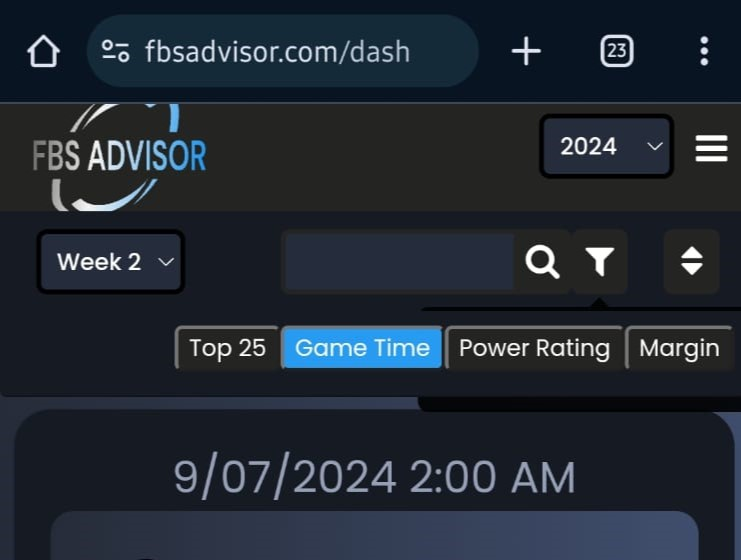 fbsadvisor.com/dash
23
FBS ADVISOR
2024
Week 2
Top 25 Game Time Power Rating Margin
9/07/2024 2:00 AM